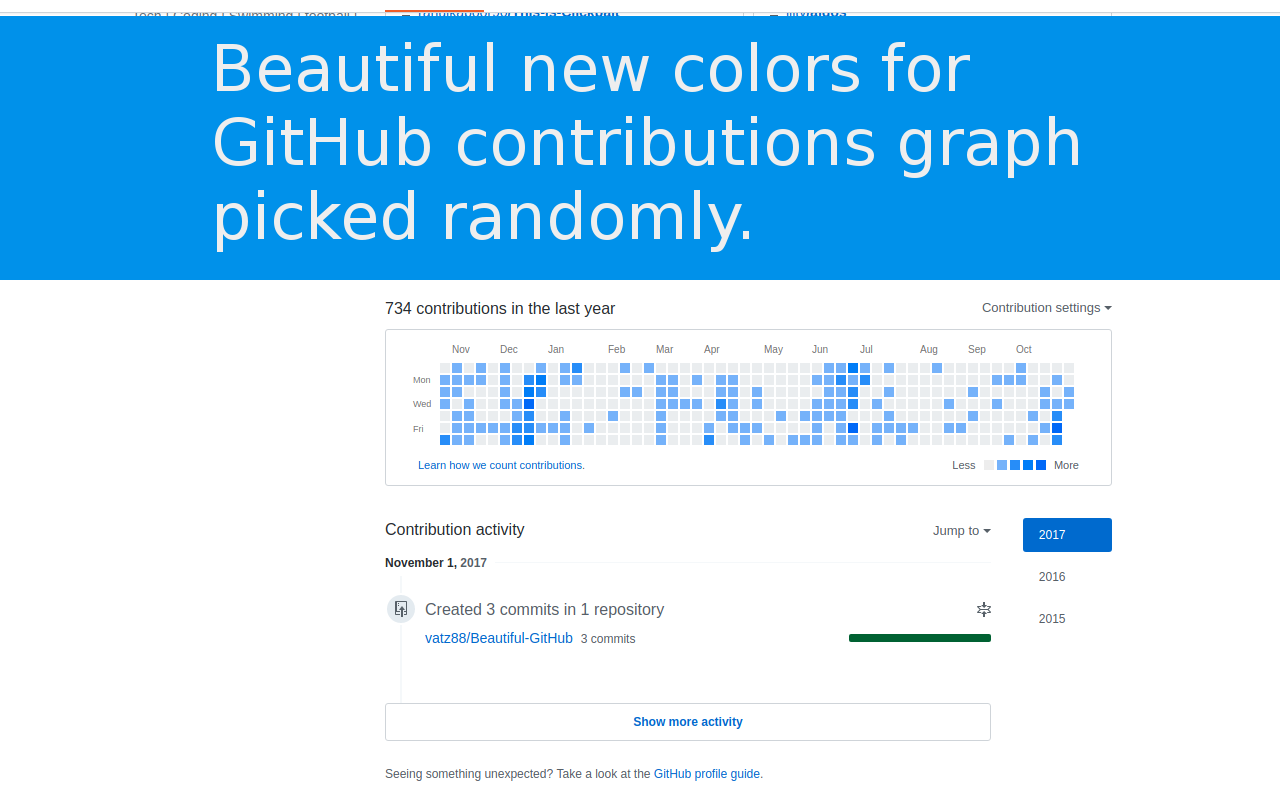 Beautiful new colors for
GitHub contributions graph
picked randomly.
734 contributions in the last year
Contribution settings
Nov Dec Jan Feb Mar Apr May Jun Jul Aug Sep Oct
Mon
Wed
Fri
Learn how we count contributions.
Less More
Contribution activity
Jump to
2017
November 1, 2017
2016
Created 3 commits in 1 repository
2015
vatz88/Beautiful-GitHub 3 commits
Show more activity
Seeing something unexpected? Take a look at the GitHub profile guide.